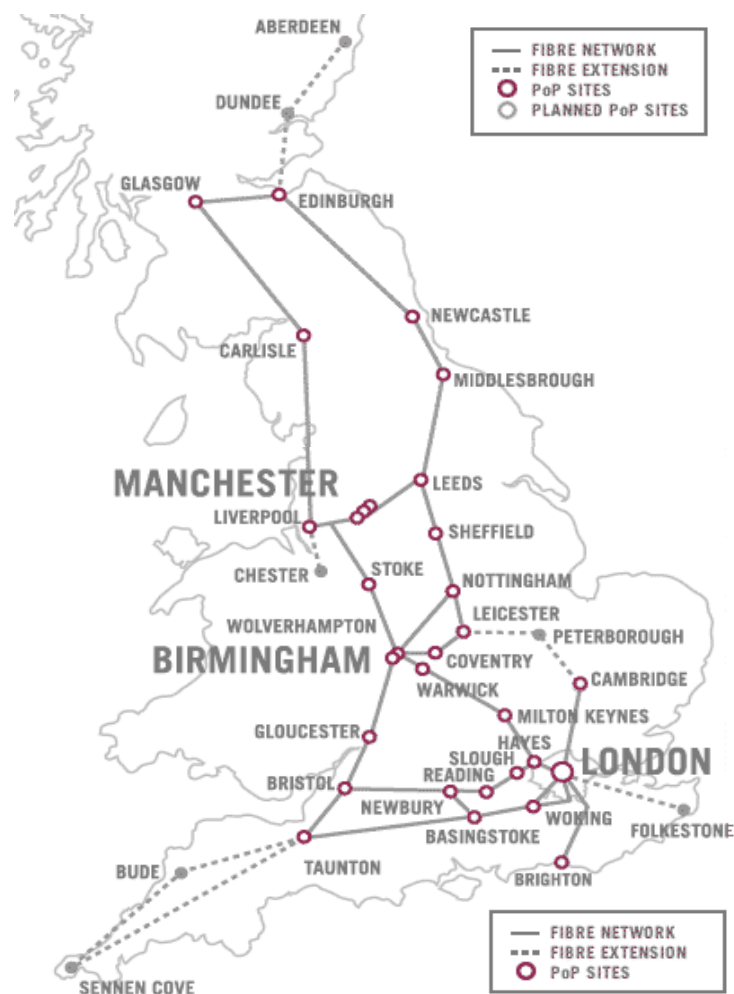 ABERDEEN
FIBRE NETWORK
FIBRE EXTENSION
PoP SITES
PLANNED PoP SITES
DUNDEE
GLASGOW
EDINBURGH
NEWCASTLE
CARLISLE
MIDDLESBROUGH
MANCHESTER
LEEDS
LIVERPOOL
SHEFFIELD
CHESTER
STOKE
NOTTINGHAM
LEICESTER
WOLVERHAMPTON
PETERBOROUGH
BIRMINGHAM
COVENTRY
CAMBRIDGE
WARWICK
MILTON KEYNES
GLOUCESTER
HAYES
SLOUGH
LONDON
READING
BRISTOL
NEWBURY
WOKING
BASINGSTOKE
FOLKESTONE
TAUNTON
BUDE
BRIGHTON
FIBRE NETWORK
FIBRE EXTENSION
PoP SITES
SENNEN COVE